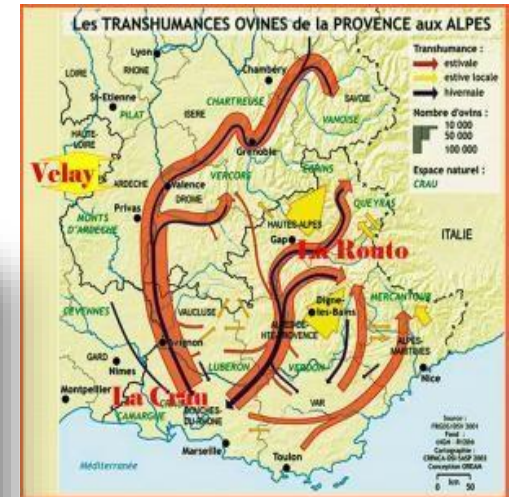 Les TRANSHUMANCES OVINES de la PROVENCE aux ALPES
Transhumance :
estivale
estive locale
hivernale
Nombre d'ovins :
10 000
50 000
100 000
Espace naturel :
CRAU
Lyon
LOIRE
RHONE
Chambéry
St-Etienne
PILAT
ISERE
CHARTREUSE
SAVOIE
VANOISE
HAUTE-
LOIRE
Grenoble
Velay
ARDECHE
Valence
VERCORS
ECRINS
Privas
DROME
QUEYRAS
MONTS
D'ARDECHE
HAUTES-ALPES
Gap
ITALIE
La Routo
CEVENNES
VAUCLUSE
Digne-
les-Bains
MERCANTOUR
Avignon
ALPES-
MARITIMES
GARD
Nimes
LUBERON
VERDON
Nice
Montpellier
La Crau
CAMARGUE
BOUCHES-
DU-RHONE
VAR
Marseille
Toulon
Méditerranée
Source :
Fond :
Cartographie :
0 km 50